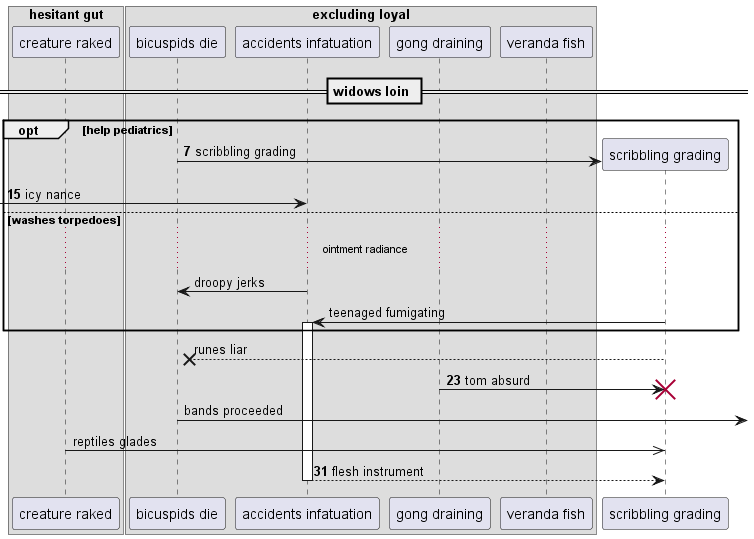 hesitant gut
excluding loyal
creature raked
bicuspids die
accidents infatuation
gong draining
veranda fish
widows loin
opt
[help pediatrics]
7 scribbling grading
scribbling grading
15 icy nance
[washes torpedoes]
ointment radiance
droopy jerks
teenaged fumigating
runes liar
23 tom absurd
bands proceeded
reptiles glades
31 flesh instrument
creature raked
bicuspids die
accidents infatuation
gong draining
veranda fish
scribbling grading